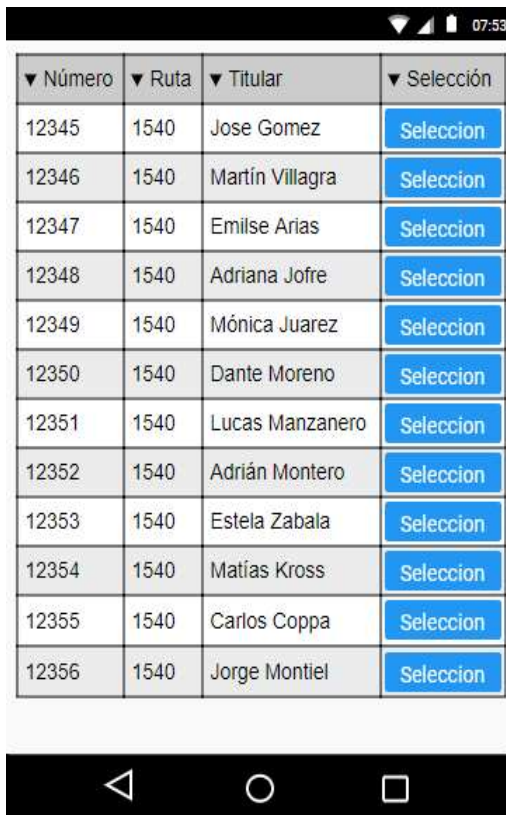 07:53
▼ Número ▼ Ruta ▼ Titular ▼ Selección
12345 1540 Jose Gomez Seleccion
12346 1540 Martín Villagra Seleccion
12347 1540 Emilse Arias Seleccion
12348 1540 Adriana Jofre Seleccion
12349 1540 Mónica Juarez Seleccion
12350 1540 Dante Moreno Seleccion
12351 1540 Lucas Manzanero Seleccion
12352 1540 Adrián Montero Seleccion
12353 1540 Estela Zabala Seleccion
12354 1540 Matías Kross Seleccion
12355 1540 Carlos Coppa Seleccion
12356 1540 Jorge Montiel Seleccion